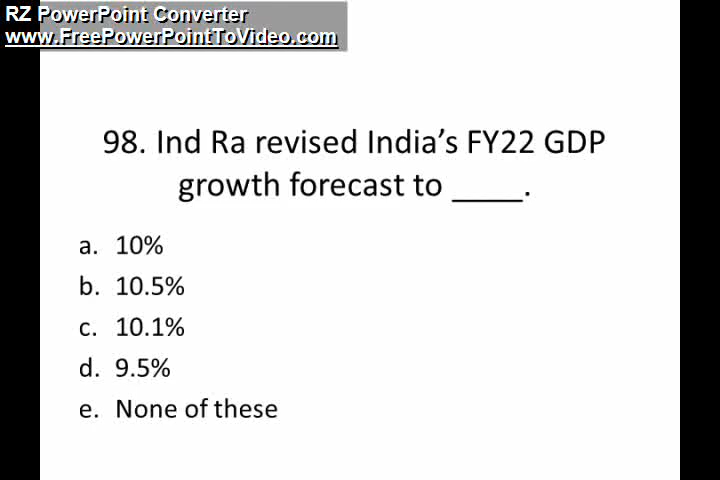 RZ PowerPoint Converter
www.FreePowerPointToVideo.com
98. Ind Ra revised India’s FY22 GDP
growth forecast to ____.
a. 10%
b. 10.5%
c. 10.1%
d. 9.5%
e. None of these